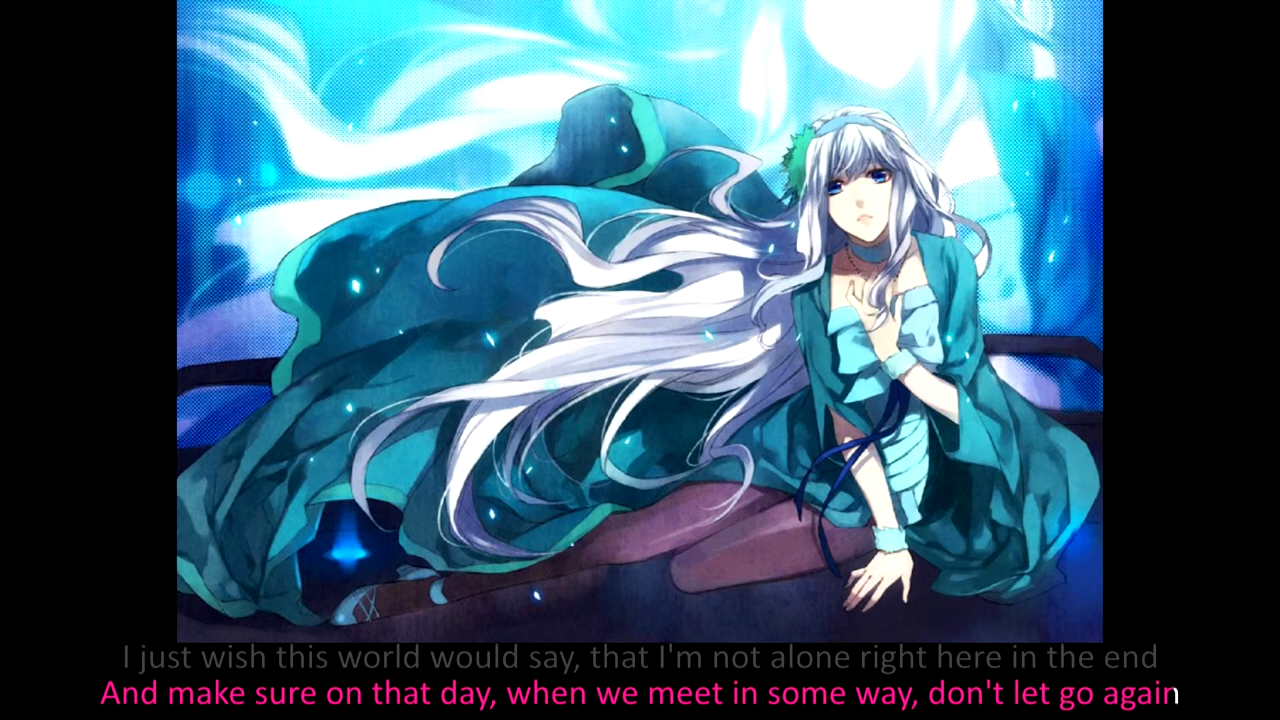 I just wish this world would say, that I'm not alone right here in the end
And make sure on that day, when we meet in some way, don't let go again